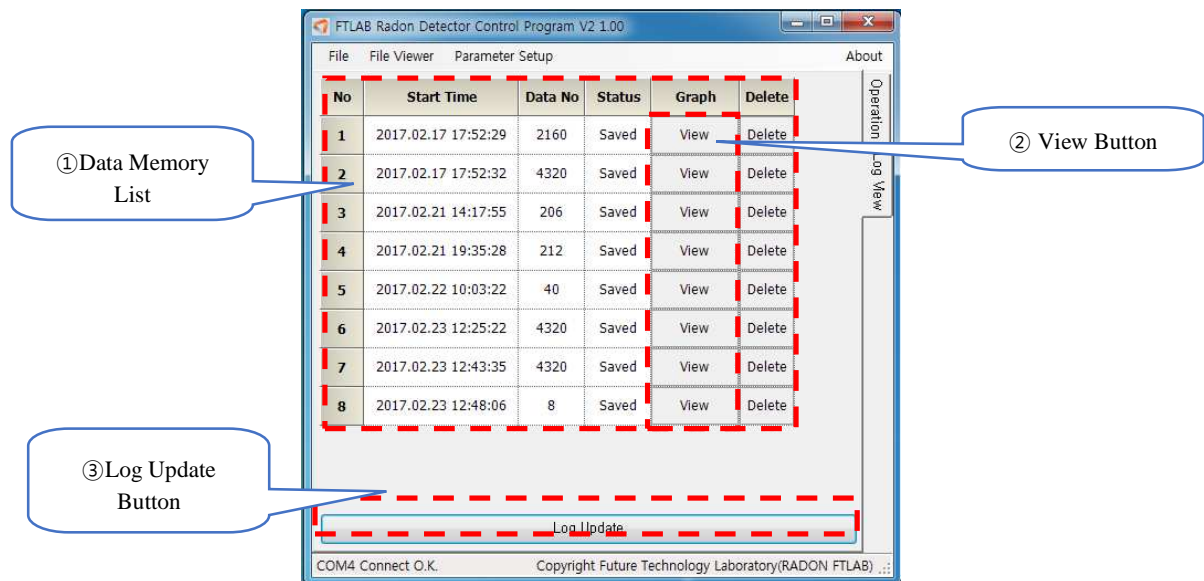 FTLAB Radon Detector Control Program V2 1.00
File File Viewer Parameter Setup About
No Start Time Data No Status Graph Delete
1 2017.02.17 17:52:29 2160 Saved View Delete
2 2017.02.17 17:52:32 4320 Saved View Delete
3 2017.02.21 14:17:55 206 Saved View Delete
4 2017.02.21 19:35:28 212 Saved View Delete
5 2017.02.22 10:03:22 40 Saved View Delete
6 2017.02.23 12:25:22 4320 Saved View Delete
7 2017.02.23 12:43:35 4320 Saved View Delete
8 2017.02.23 12:48:06 8 Saved View Delete
Operation
Log View
①Data Memory
List
② View Button
③Log Update
Button
Log Update
COM4 Connect O.K. Copyright Future Technology Laboratory(RADON FTLAB)